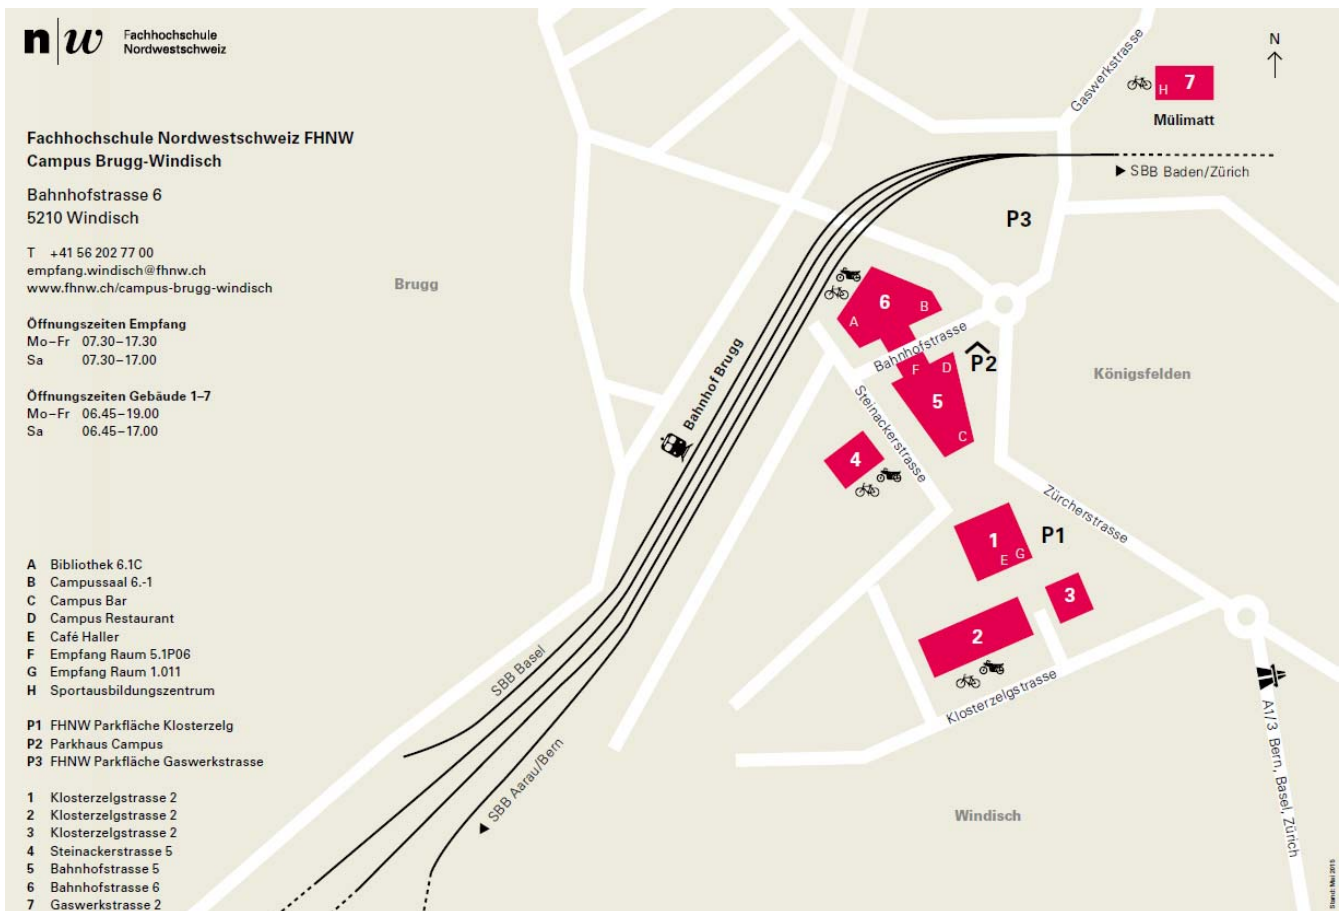 n|w Fachhochschule
Nordwestschweiz
Fachhochschule Nordwestschweiz FHNW
Campus Brugg-Windisch
Bahnhofstrasse 6
5210 Windisch
T +41 56 202 77 00
empfang.windisch@fhnw.ch
www.fhnw.ch/campus-brugg-windisch
Öffnungszeiten Empfang
Mo–Fr 07.30–17.30
Sa 07.30–17.00
Öffnungszeiten Gebäude 1–7
Mo–Fr 06.45–19.00
Sa 06.45–17.00
A Bibliothek 6.1C
B Campussaal 6.-1
C Campus Bar
D Campus Restaurant
E Café Haller
F Empfang Raum 5.1P06
G Empfang Raum 1.011
H Sportausbildungszentrum
P1 FHNW Parkfläche Klosterzelg
P2 Parkhaus Campus
P3 FHNW Parkfläche Gaswerkstrasse
1 Klosterzelgstrasse 2
2 Klosterzelgstrasse 2
3 Klosterzelgstrasse 2
4 Steinackerstrasse 5
5 Bahnhofstrasse 5
6 Bahnhofstrasse 6
7 Gaswerkstrasse 2
N
Gaswerkstrasse
H 7
Mülimatt
SBB Baden/Zürich
P3
Brugg
6
B
A
Bahnhofstrasse
P2
Königsfelden
Bahnhof Brugg
F D
5
C
Steinackerstrasse
4
Zürcherstrasse
1
E G
P1
3
2
Klosterzelgstrasse
SBB Basel
SBB Aarau/Bern
A1/3 Bern, Basel, Zürich
Windisch
Stand: Mai 2015